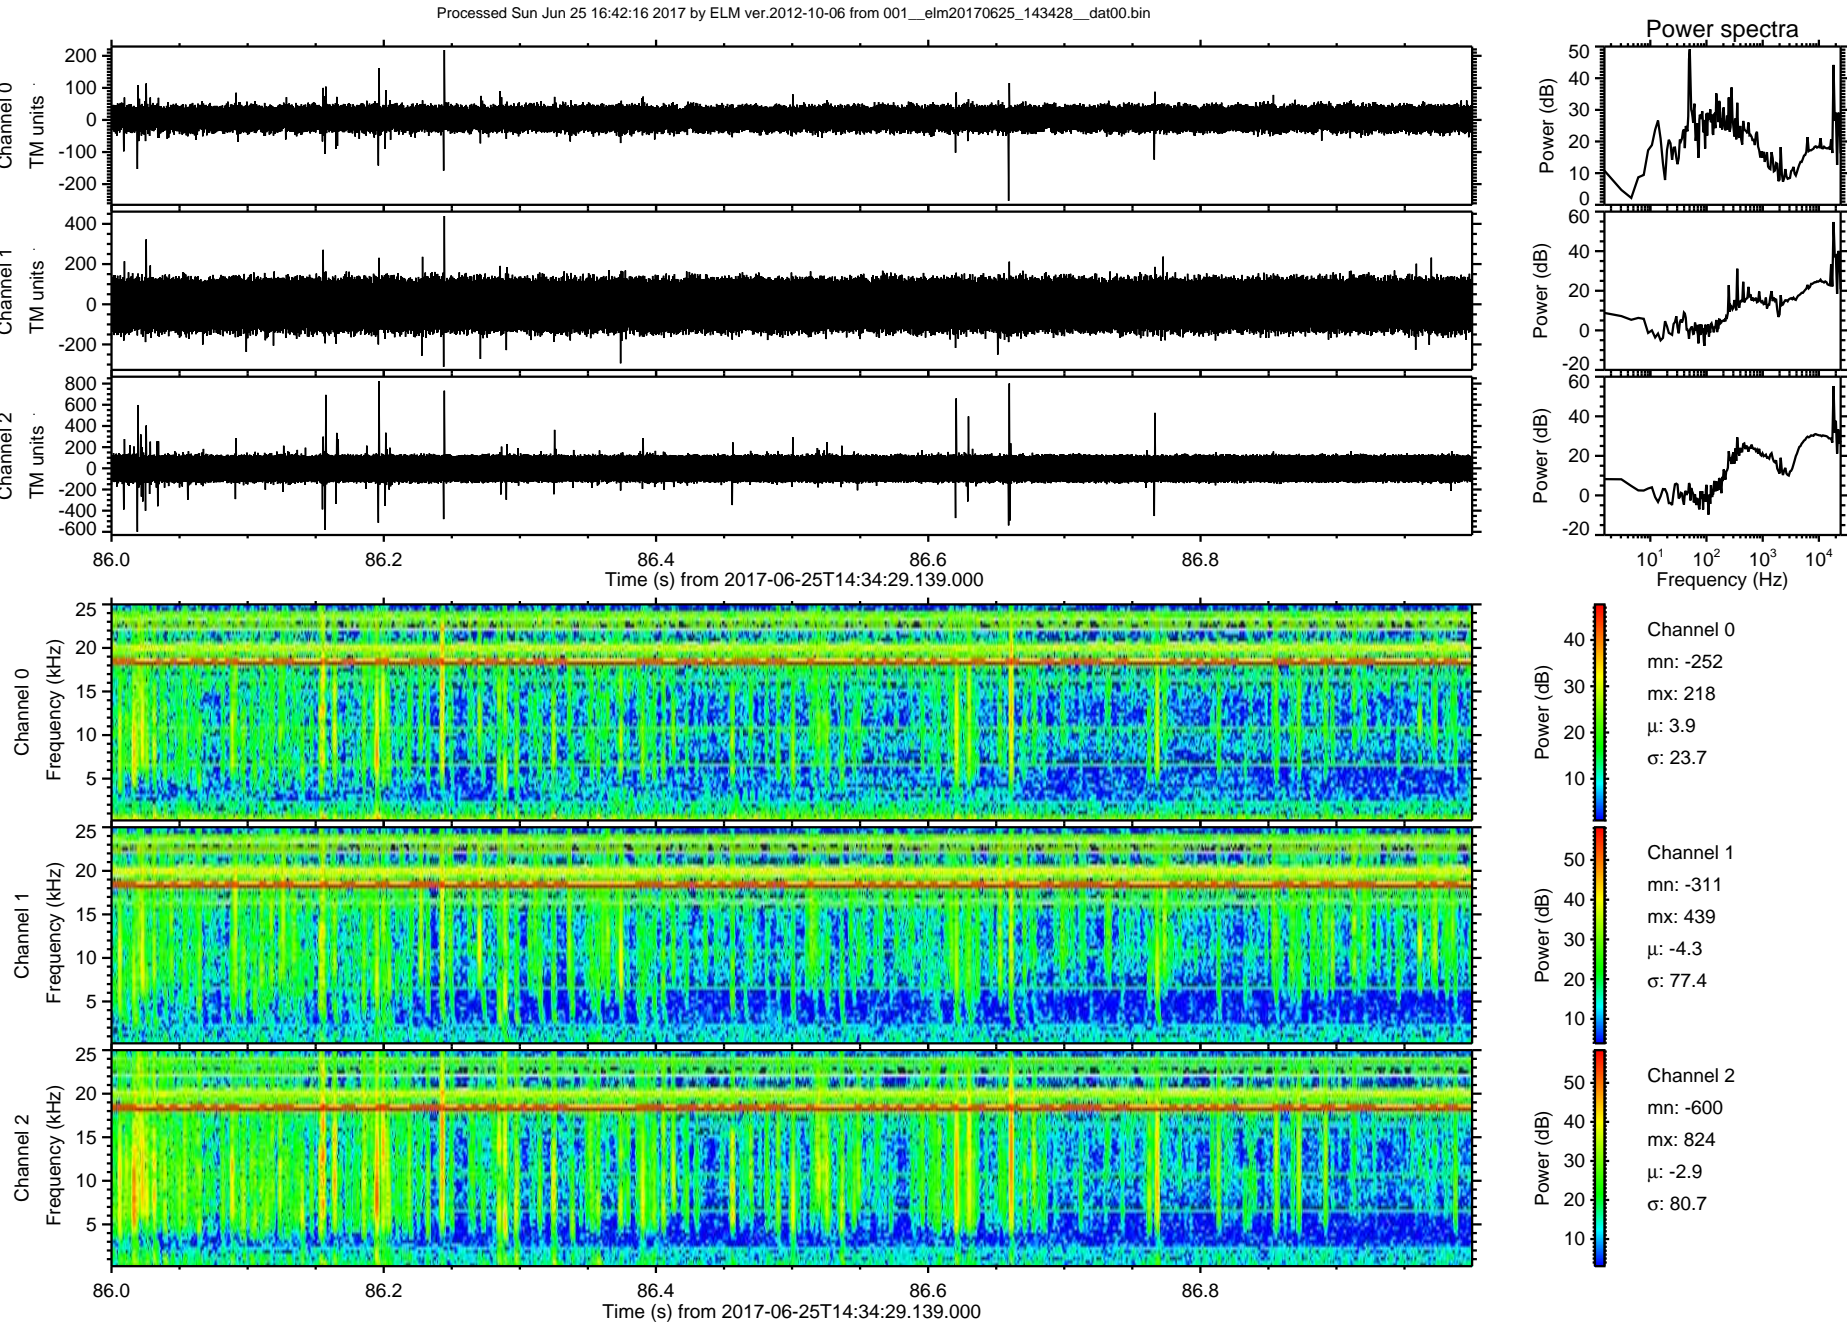 Processed Sun Jun 25 16:42:16 2017 by ELM ver.2012-10-06 from 001__elm20170625_143428__dat00.bin
Power spectra
Channel 0
TM units
200
100
0
-100
-200
Power (dB)
50
40
30
20
10
0
Channel 1
TM units
400
200
0
-200
Power (dB)
60
40
20
0
-20
Channel 2
TM units
800
600
400
200
0
-200
-400
-600
Power (dB)
60
40
20
0
-20
86.0 86.2 86.4 86.6 86.8
Time (s) from 2017-06-25T14:34:29.139.000
10¹ 10² 10³ 10⁴
Frequency (Hz)
Channel 0
Frequency (kHz)
25
20
15
10
5
Power (dB)
40
30
20
10
Channel 0
mn: -252
mx: 218
μ: 3.9
σ: 23.7
Channel 1
Frequency (kHz)
25
20
15
10
5
Power (dB)
50
40
30
20
10
Channel 1
mn: -311
mx: 439
μ: -4.3
σ: 77.4
Channel 2
Frequency (kHz)
25
20
15
10
5
Power (dB)
50
40
30
20
10
Channel 2
mn: -600
mx: 824
μ: -2.9
σ: 80.7
86.0 86.2 86.4 86.6 86.8
Time (s) from 2017-06-25T14:34:29.139.000